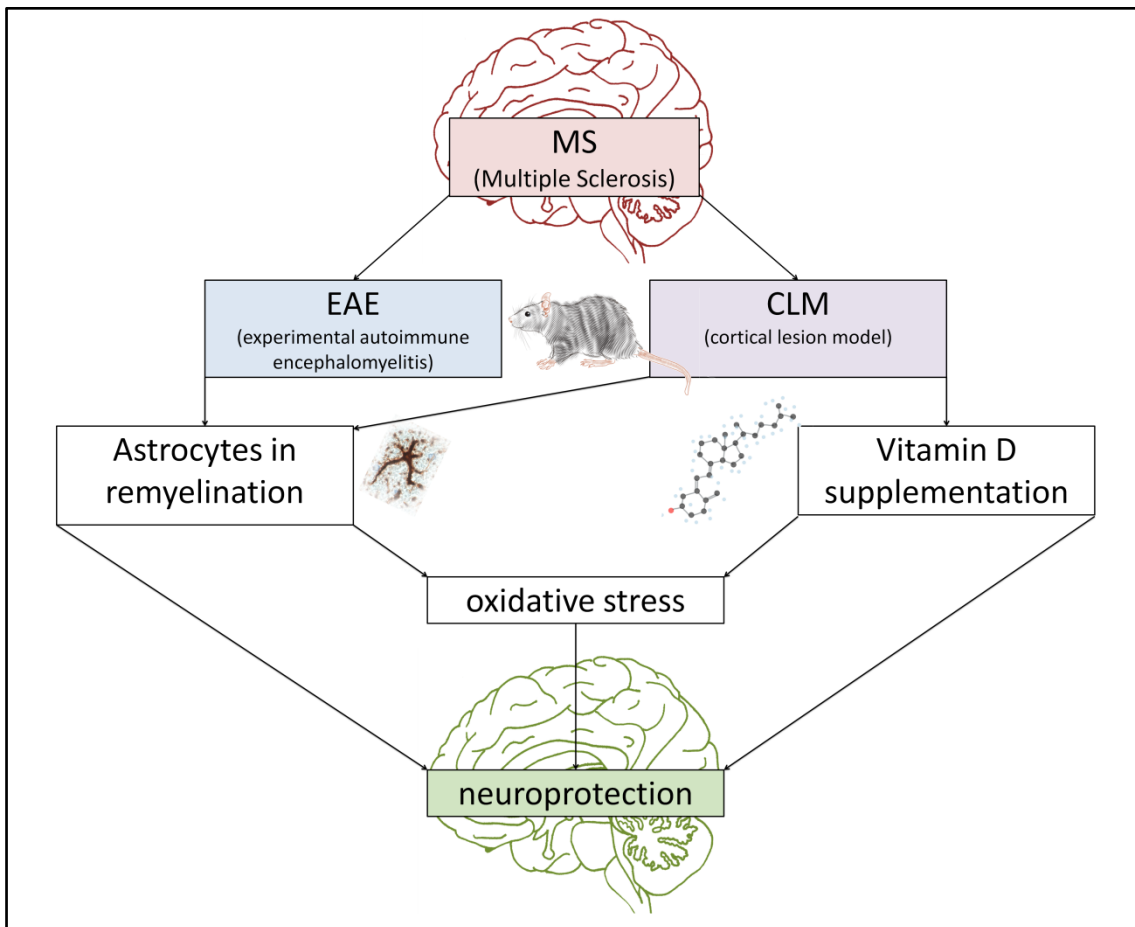 MS
(Multiple Sclerosis)
EAE
(experimental autoimmune
encephalomyelitis)
CLM
(cortical lesion model)
Astrocytes in
remyelination
Vitamin D
supplementation
oxidative stress
neuroprotection